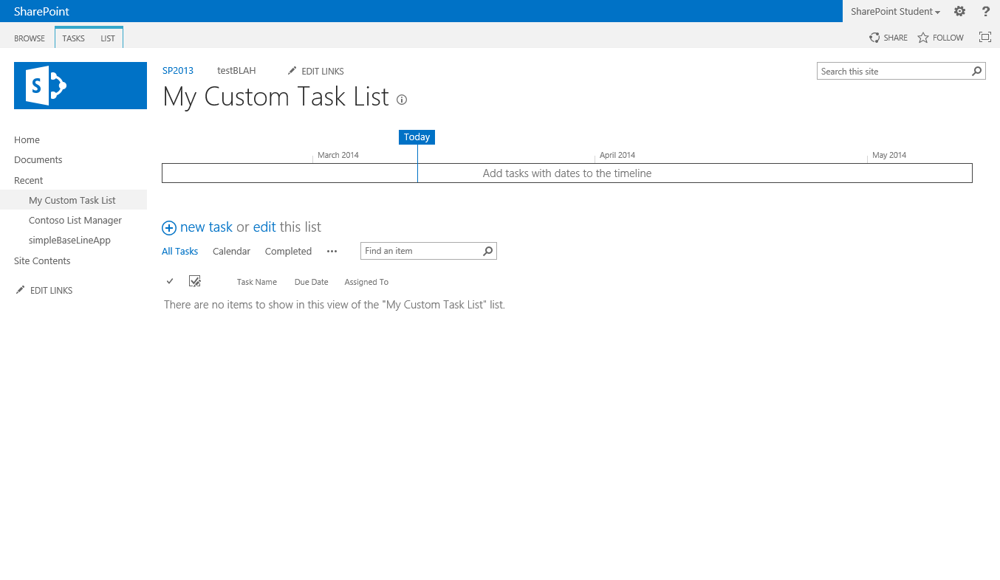 SharePoint
SharePoint Student
?
BROWSE TASKS LIST
SHARE FOLLOW
S
SP2013 testBLAH EDIT LINKS
Search this site
My Custom Task List
Home
Documents
Recent
My Custom Task List
Contoso List Manager
simpleBaseLineApp
Site Contents
EDIT LINKS
Today
March 2014 April 2014 May 2014
Add tasks with dates to the timeline
new task or edit this list
All Tasks Calendar Completed ••• Find an item
Task Name Due Date Assigned To
There are no items to show in this view of the "My Custom Task List" list.